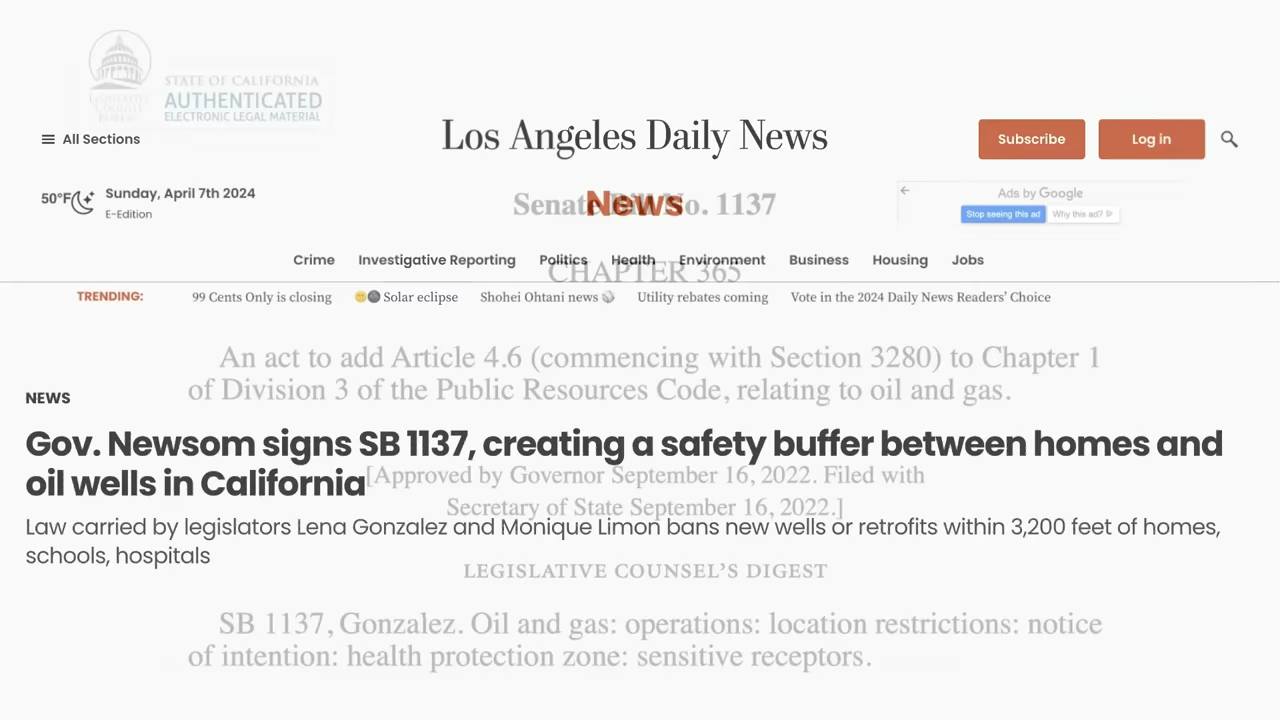 STATE OF CALIFORNIA
AUTHENTICATED
ELECTRONIC LEGAL MATERIAL
All Sections
Los Angeles Daily News
Subscribe
Log in
50°F
Sunday, April 7th 2024
E-Edition
Senate Bill No. 1137
News
Ads by Google
Stop seeing this ad
Why this ad?
Crime Investigative Reporting Politics Health Environment Business Housing Jobs
CHAPTER 365
TRENDING: 99 Cents Only is closing 🌞🌚 Solar eclipse Shohei Ohtani news ⚾ Utility rebates coming Vote in the 2024 Daily News Readers’ Choice
An act to add Article 4.6 (commencing with Section 3280) to Chapter 1
of Division 3 of the Public Resources Code, relating to oil and gas.
NEWS
Gov. Newsom signs SB 1137, creating a safety buffer between homes and
oil wells in California
[Approved by Governor September 16, 2022. Filed with
Secretary of State September 16, 2022.]
Law carried by legislators Lena Gonzalez and Monique Limon bans new wells or retrofits within 3,200 feet of homes,
schools, hospitals
LEGISLATIVE COUNSEL’S DIGEST
SB 1137, Gonzalez. Oil and gas: operations: location restrictions: notice
of intention: health protection zone: sensitive receptors.